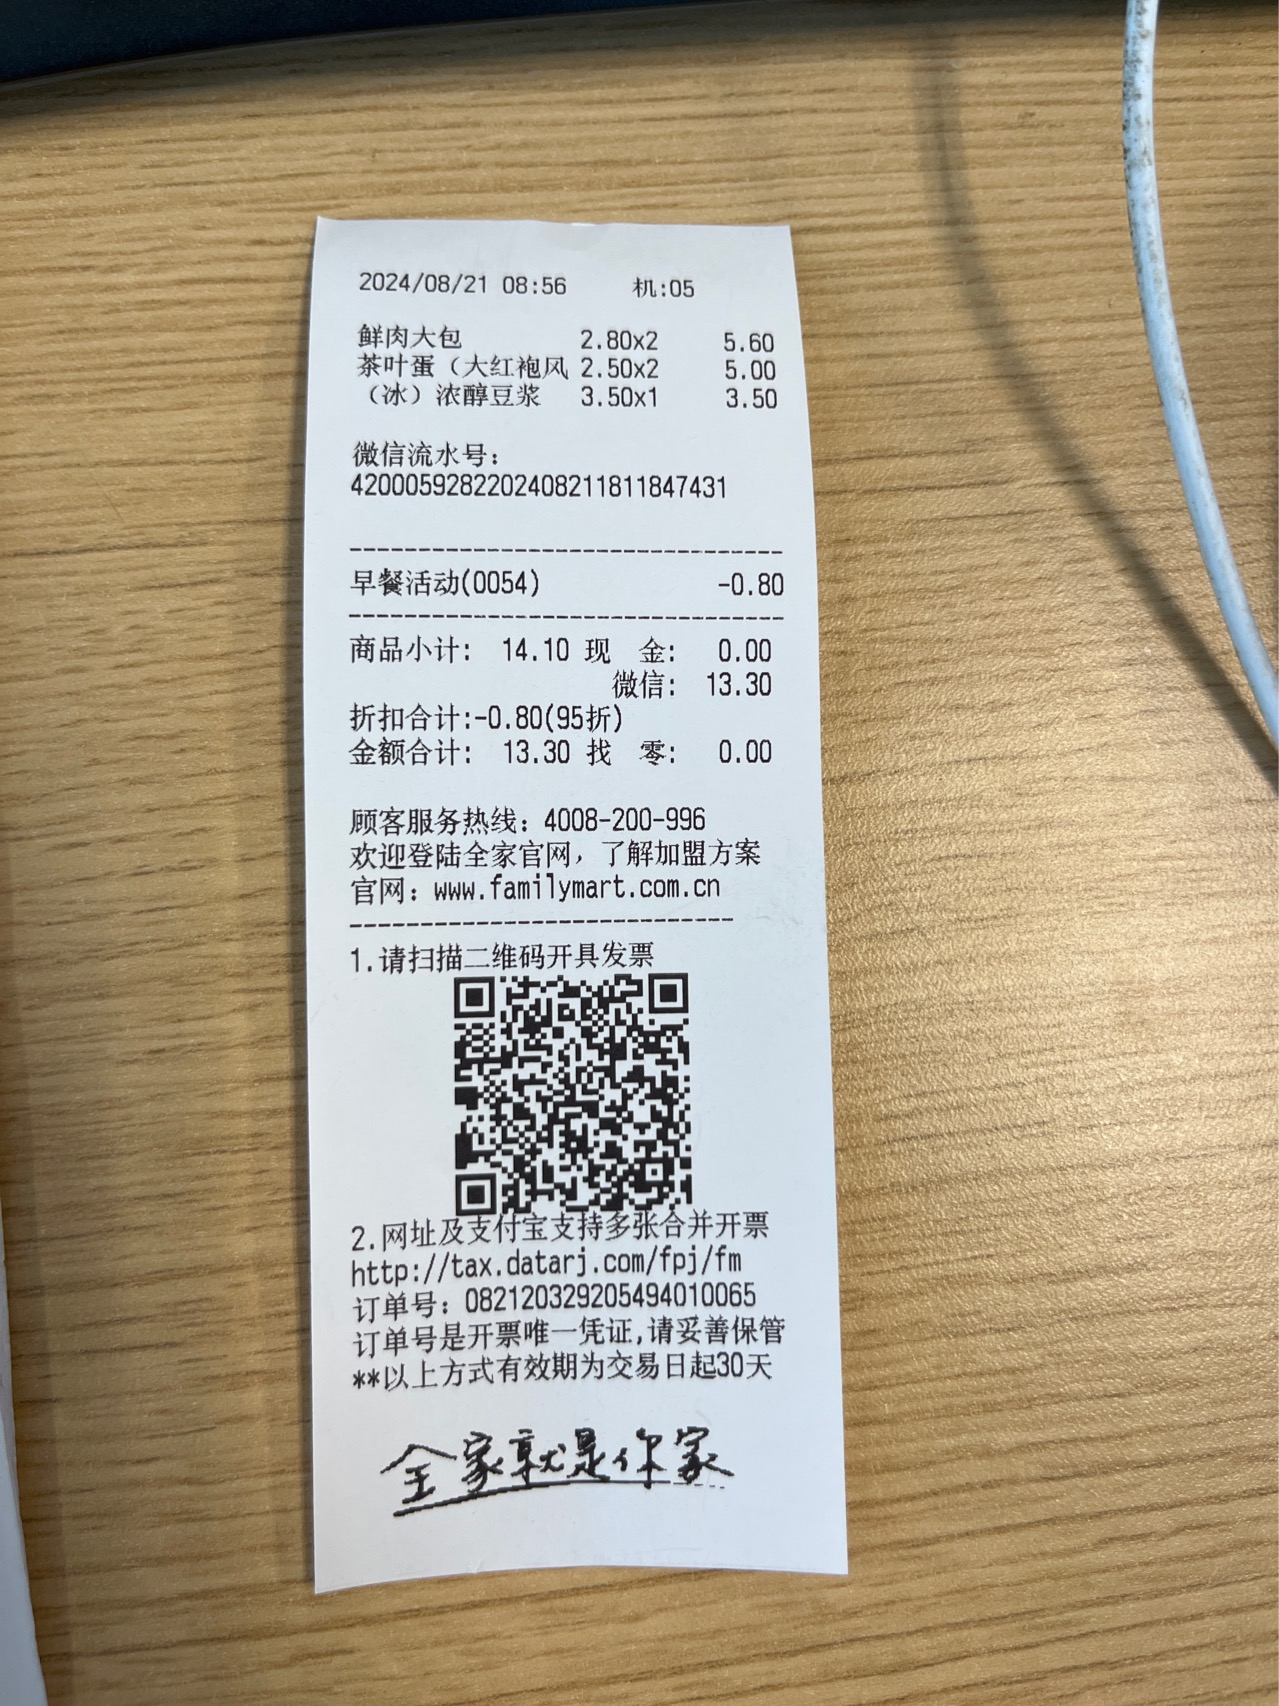 2024/08/21 08:56 机:05
鲜肉大包 2.80x2 5.60
茶叶蛋（大红袍风 2.50x2 5.00
（冰）浓醇豆浆 3.50x1 3.50
微信流水号:
4200059282202408211811847431
早餐活动(0054) -0.80
商品小计: 14.10 现 金: 0.00
微信: 13.30
折扣合计:-0.80(95折)
金额合计: 13.30 找 零: 0.00
顾客服务热线：4008-200-996
欢迎登陆全家官网，了解加盟方案
官网：www.familymart.com.cn
1.请扫描二维码开具发票
2.网址及支付宝支持多张合并开票
http://tax.datarj.com/fpj/fm
订单号：082120329205494010065
订单号是开票唯一凭证,请妥善保管
**以上方式有效期为交易日起30天
全家就是你家